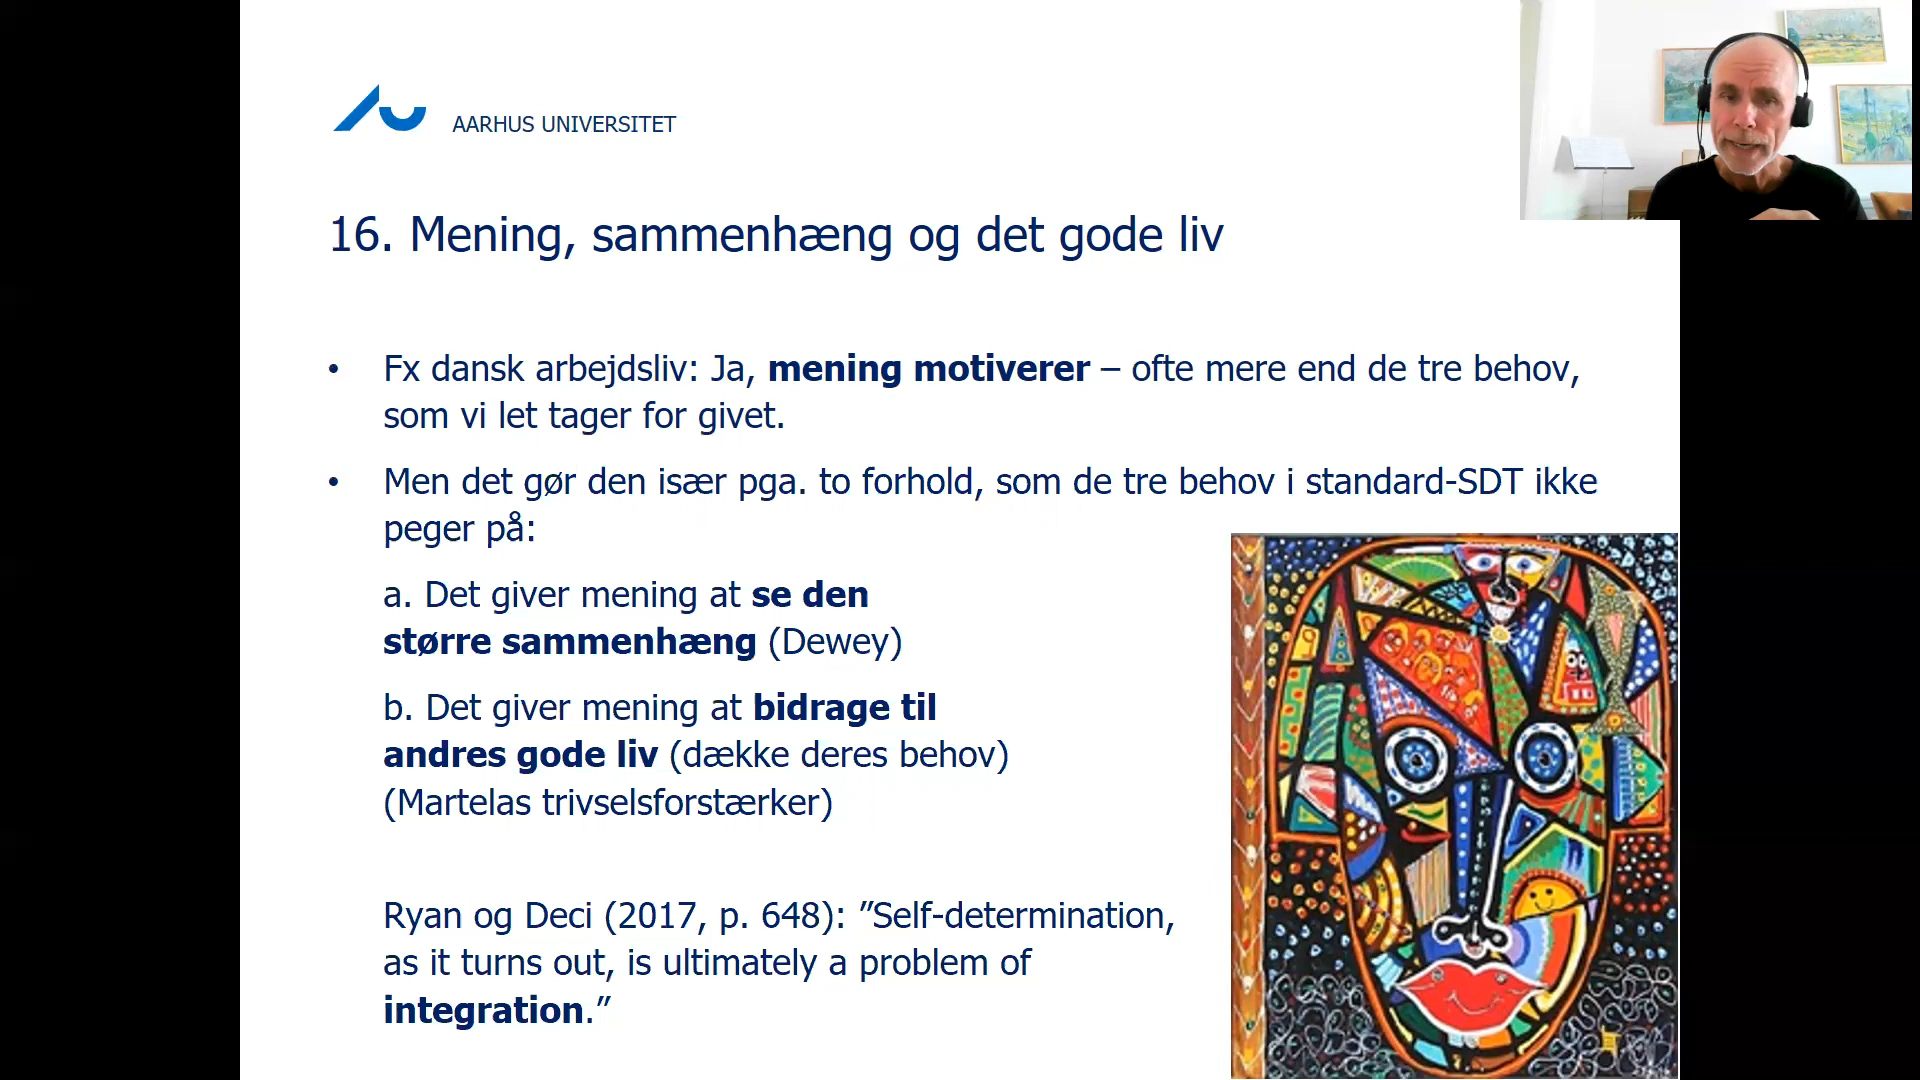 AARHUS UNIVERSITET
16. Mening, sammenhæng og det gode liv
• Fx dansk arbejdsliv: Ja, mening motiverer – ofte mere end de tre behov,
som vi let tager for givet.
• Men det gør den især pga. to forhold, som de tre behov i standard-SDT ikke
peger på:
a. Det giver mening at se den
større sammenhæng (Dewey)
b. Det giver mening at bidrage til
andres gode liv (dække deres behov)
(Martelas trivselsforstærker)
Ryan og Deci (2017, p. 648): ”Self-determination,
as it turns out, is ultimately a problem of
integration.”